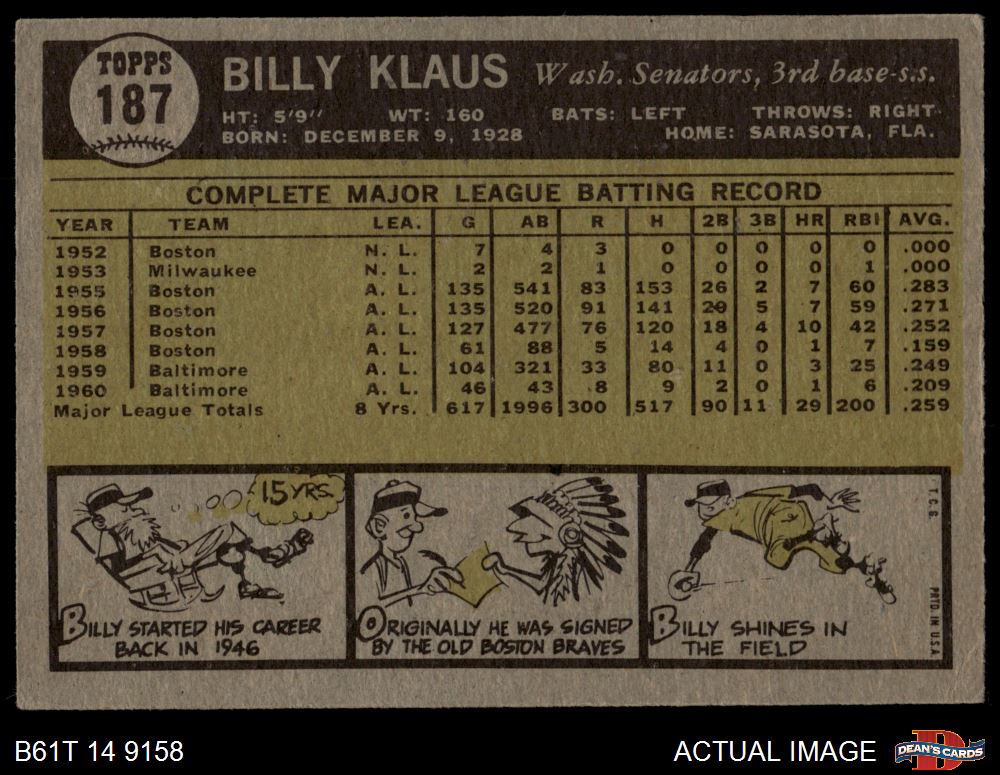 TOPPS
187
BILLY KLAUS Wash. Senators, 3rd base-s.s.
HT: 5'9" WT: 160 BATS: LEFT THROWS: RIGHT
BORN: DECEMBER 9, 1928 HOME: SARASOTA, FLA.
COMPLETE MAJOR LEAGUE BATTING RECORD
YEAR TEAM LEA. G AB R H 2B 3B HR RBI AVG.
1952 Boston N. L. 7 4 3 0 0 0 0 0 .000
1953 Milwaukee N. L. 2 2 1 0 0 0 0 1 .000
1955 Boston A. L. 135 541 83 153 26 2 7 60 .283
1956 Boston A. L. 135 520 91 141 29 5 7 59 .271
1957 Boston A. L. 127 477 76 120 18 4 10 42 .252
1958 Boston A. L. 61 88 5 14 4 0 1 7 .159
1959 Baltimore A. L. 104 321 33 80 11 0 3 25 .249
1960 Baltimore A. L. 46 43 8 9 2 0 1 6 .209
Major League Totals 8 Yrs. 617 1996 300 517 90 11 29 200 .259
15 YRS.
BILLY STARTED HIS CAREER
BACK IN 1946
ORIGINALLY HE WAS SIGNED
BY THE OLD BOSTON BRAVES
BILLY SHINES IN
THE FIELD
T.C.G.
PRTD. IN U.S.A.
B61T 14 9158
ACTUAL IMAGE
D
DEAN'S CARDS